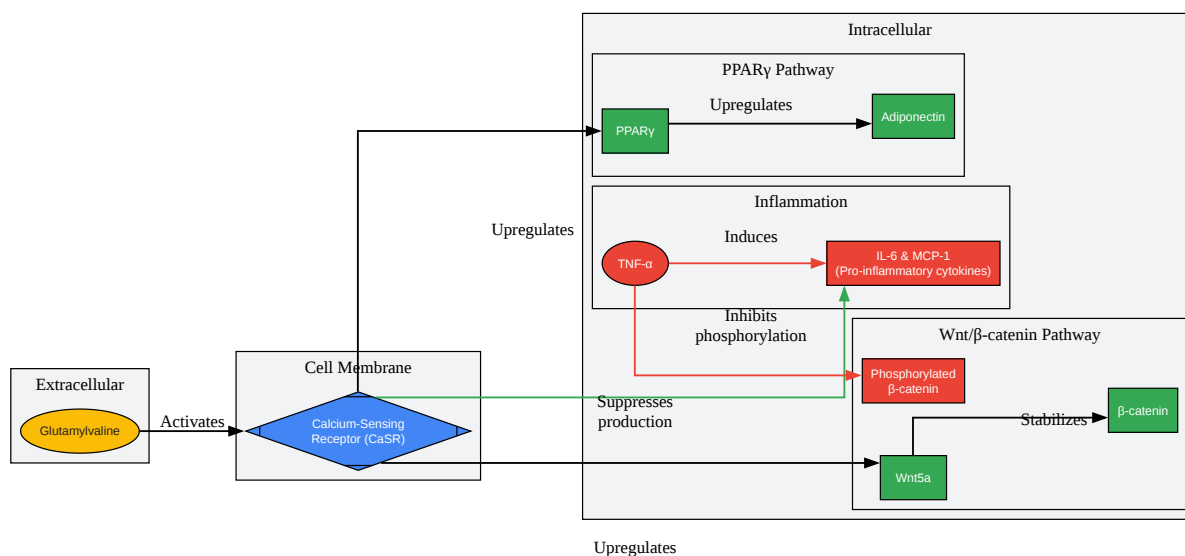 Intracellular
PPARγ Pathway
Upregulates
PPARγ
Adiponectin
Upregulates
Inflammation
Induces
TNF-α
IL-6 & MCP-1
(Pro-inflammatory cytokines)
Inhibits
phosphorylation
Wnt/β-catenin Pathway
Phosphorylated
β-catenin
β-catenin
Stabilizes
Wnt5a
Cell Membrane
Extracellular
Glutamylvaline
Activates
Calcium-Sensing
Receptor (CaSR)
Suppresses
production
Upregulates